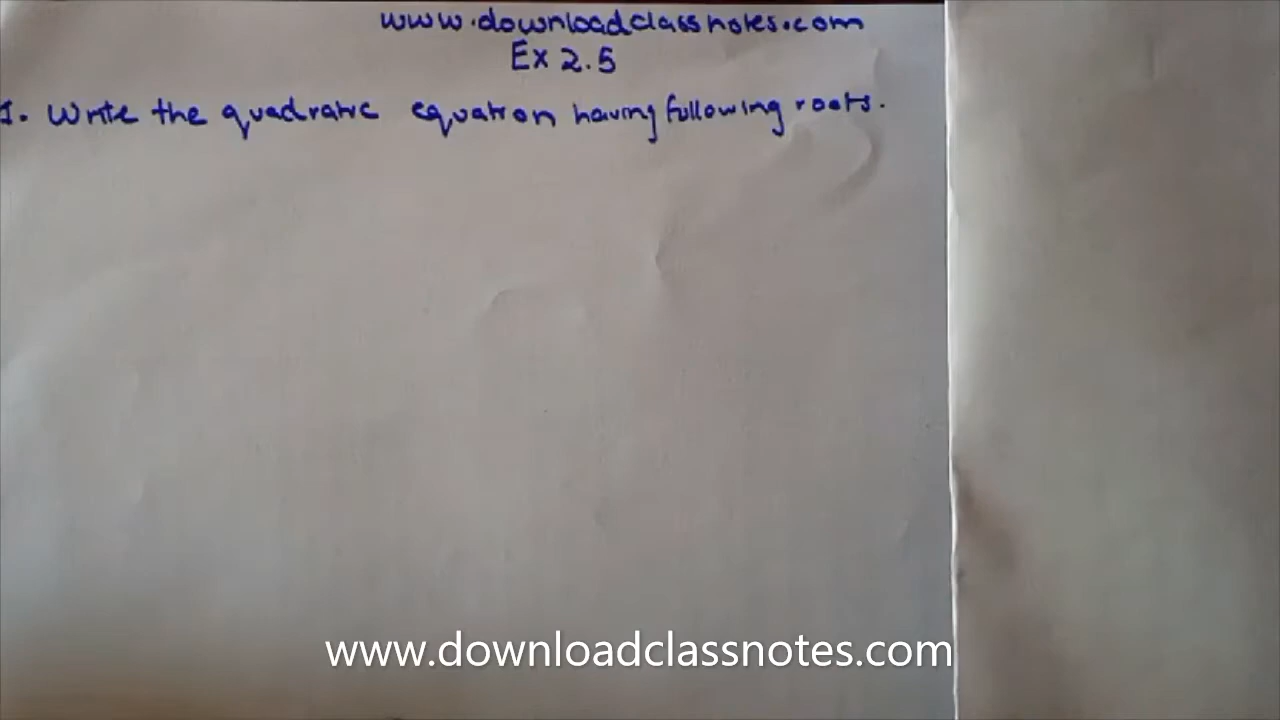 www.downloadclassnotes.com
Ex 2.5
1. Write the quadratic equation having following roots.
www.downloadclassnotes.com